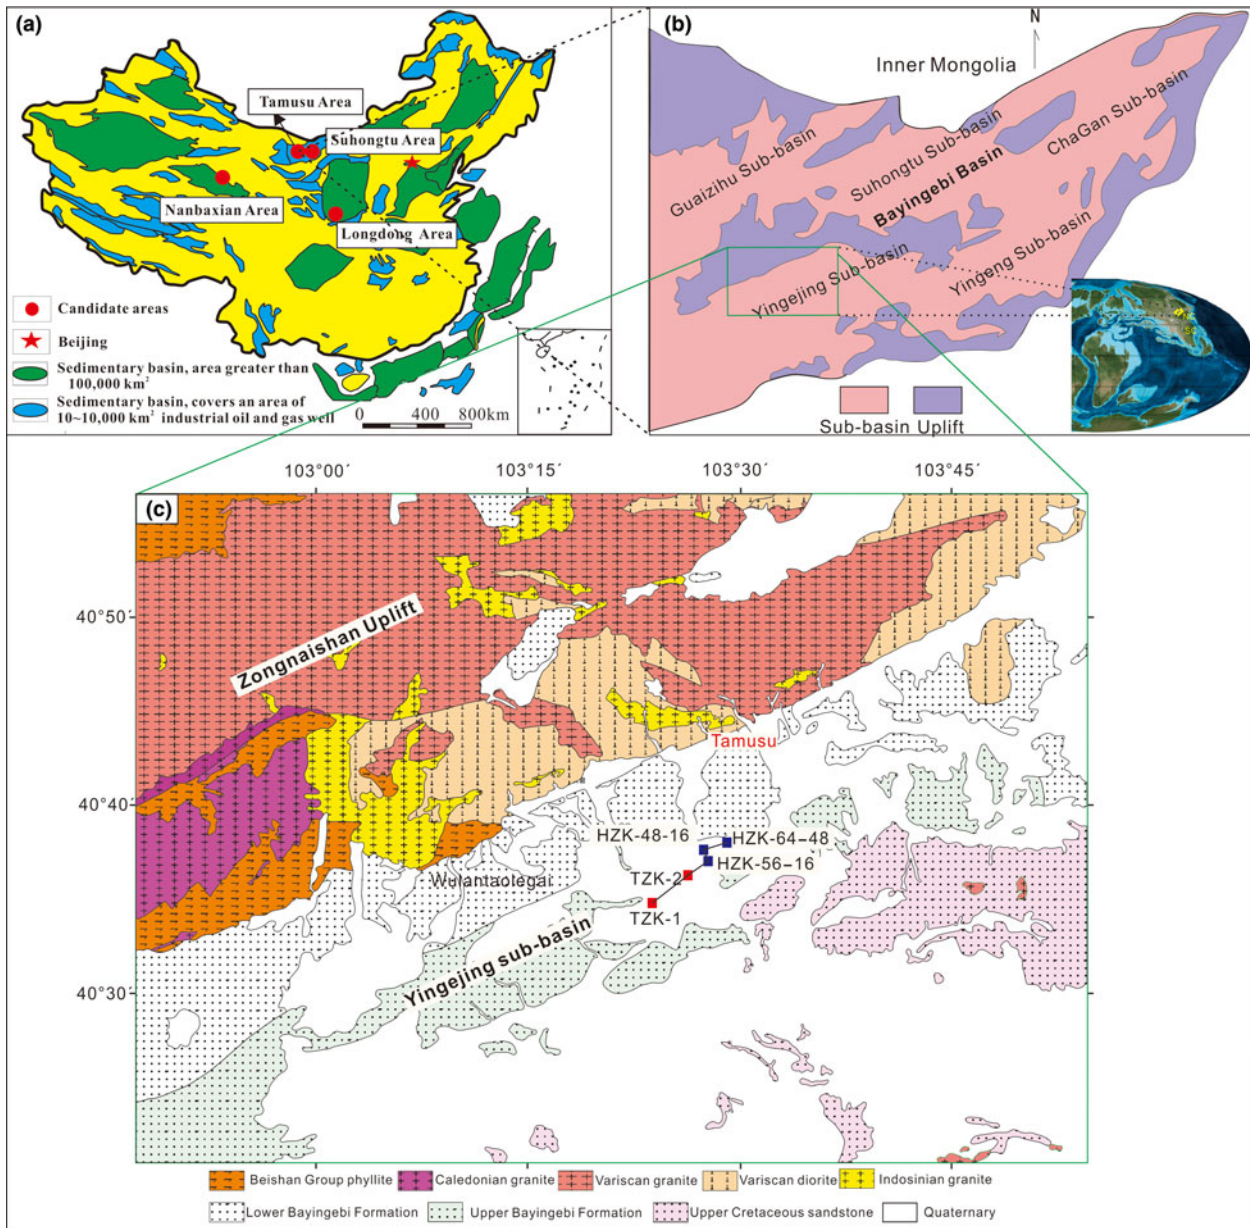 (a)
Tamusu Area
Suhongtu Area
Nanbaxian Area
Longdong Area
Candidate areas
Beijing
Sedimentary basin, area greater than
100,000 km²
Sedimentary basin, covers an area of
10~10,000 km² industrial oil and gas well
0 400 800km
(b)
N
Inner Mongolia
Guaizihu Sub-basin
Suhongtu Sub-basin
Bayingebi Basin
ChaGan Sub-basin
Yingejing Sub-basin
Yingeng Sub-basin
Sub-basin Uplift
103°00′ 103°15′ 103°30′ 103°45′
(c)
40°50′
40°40′
40°30′
Zongnaishan Uplift
Tamusu
HZK-48-16
HZK-64-48
HZK-56-16
TZK-2
TZK-1
Wulantaolegai
Yingejing sub-basin
Beishan Group phyllite
Caledonian granite
Variscan granite
Variscan diorite
Indosinian granite
Lower Bayingebi Formation
Upper Bayingebi Formation
Upper Cretaceous sandstone
Quaternary